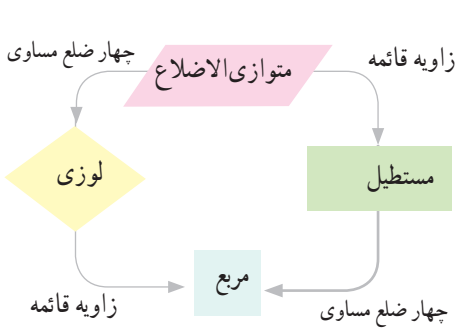 زاویه قائمه
متوازی‌الاضلاع
چهار ضلع مساوی
مستطیل
لوزی
مربع
چهار ضلع مساوی
زاویه قائمه